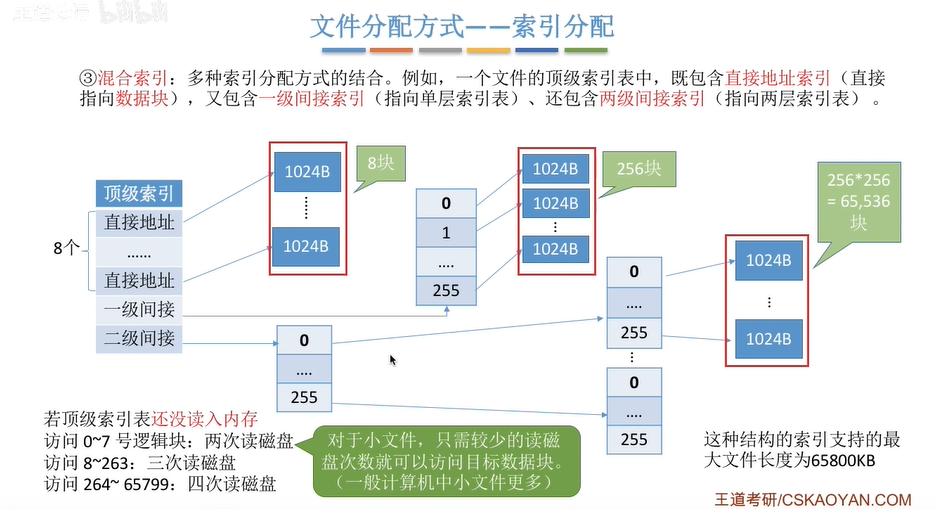 文件分配方式——索引分配
③混合索引：多种索引分配方式的结合。例如，一个文件的顶级索引表中，既包含直接地址索引（直接
指向数据块），又包含一级间接索引（指向单层索引表）、还包含两级间接索引（指向两层索引表） 。
顶级索引
直接地址
......
直接地址
一级间接
二级间接
8个
1024B
1024B
8块
0
1
....
255
1024B
1024B
1024B
256块
0
....
255
0
....
255
0
....
255
1024B
1024B
256*256
= 65,536
块
若顶级索引表还没读入内存
访问 0~7 号逻辑块：两次读磁盘
访问 8~263：三次读磁盘
访问 264~ 65799：四次读磁盘
对于小文件，只需较少的读磁
盘次数就可以访问目标数据块。
（一般计算机中小文件更多）
这种结构的索引支持的最
大文件长度为65800KB
王道考研/CSKAOYAN.COM